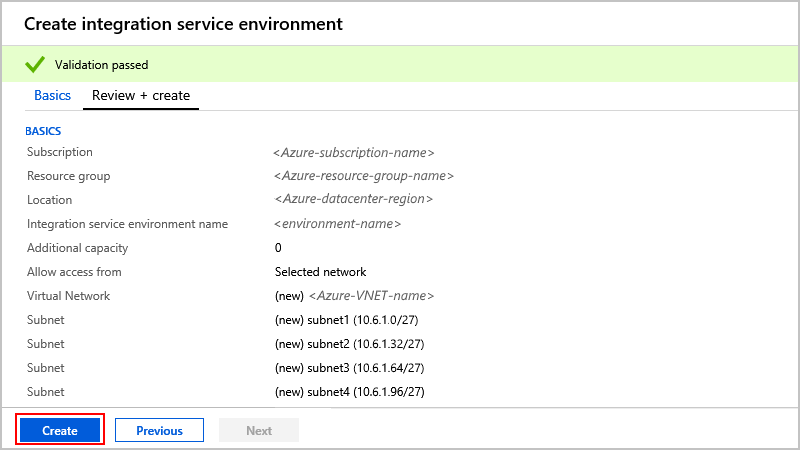 Create integration service environment
Validation passed
Basics Review + create
BASICS
Subscription <Azure-subscription-name>
Resource group <Azure-resource-group-name>
Location <Azure-datacenter-region>
Integration service environment name <environment-name>
Additional capacity 0
Allow access from Selected network
Virtual Network (new) <Azure-VNET-name>
Subnet (new) subnet1 (10.6.1.0/27)
Subnet (new) subnet2 (10.6.1.32/27)
Subnet (new) subnet3 (10.6.1.64/27)
Subnet (new) subnet4 (10.6.1.96/27)
Create Previous Next